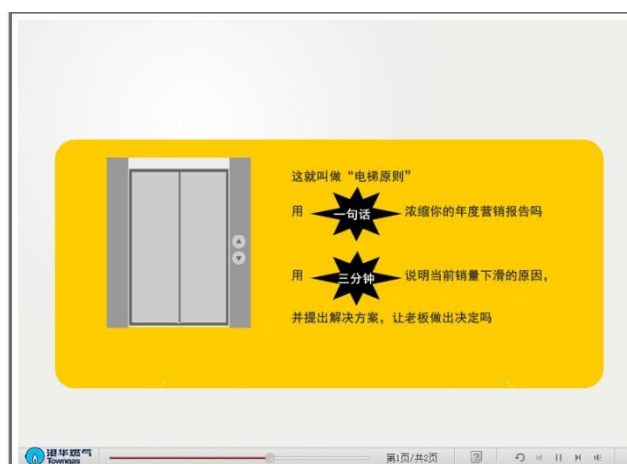 这就叫做“电梯原则”
用 一句话 浓缩你的年度营销报告吗
用 三分钟 说明当前销量下滑的原因，
并提出解决方案，让老板做出决定吗
港华燃气
Towngas
第1页/共2页